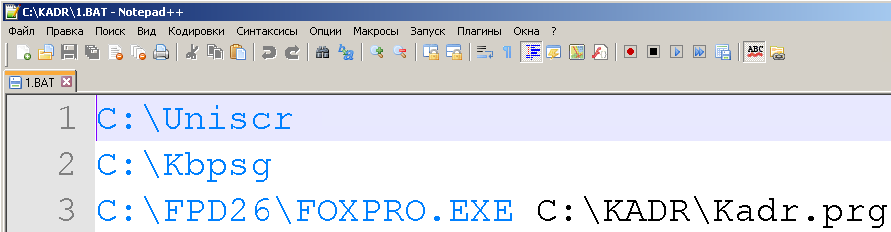 C:\KADR\1.BAT - Notepad++
Файл Правка Поиск Вид Кодировки Синтаксисы Опции Макросы Запуск Плагины Окна ?
1.BAT
1 C:\Uniscr
2 C:\Kbpsg
3 C:\FPD26\FOXPRO.EXE C:\KADR\Kadr.prg